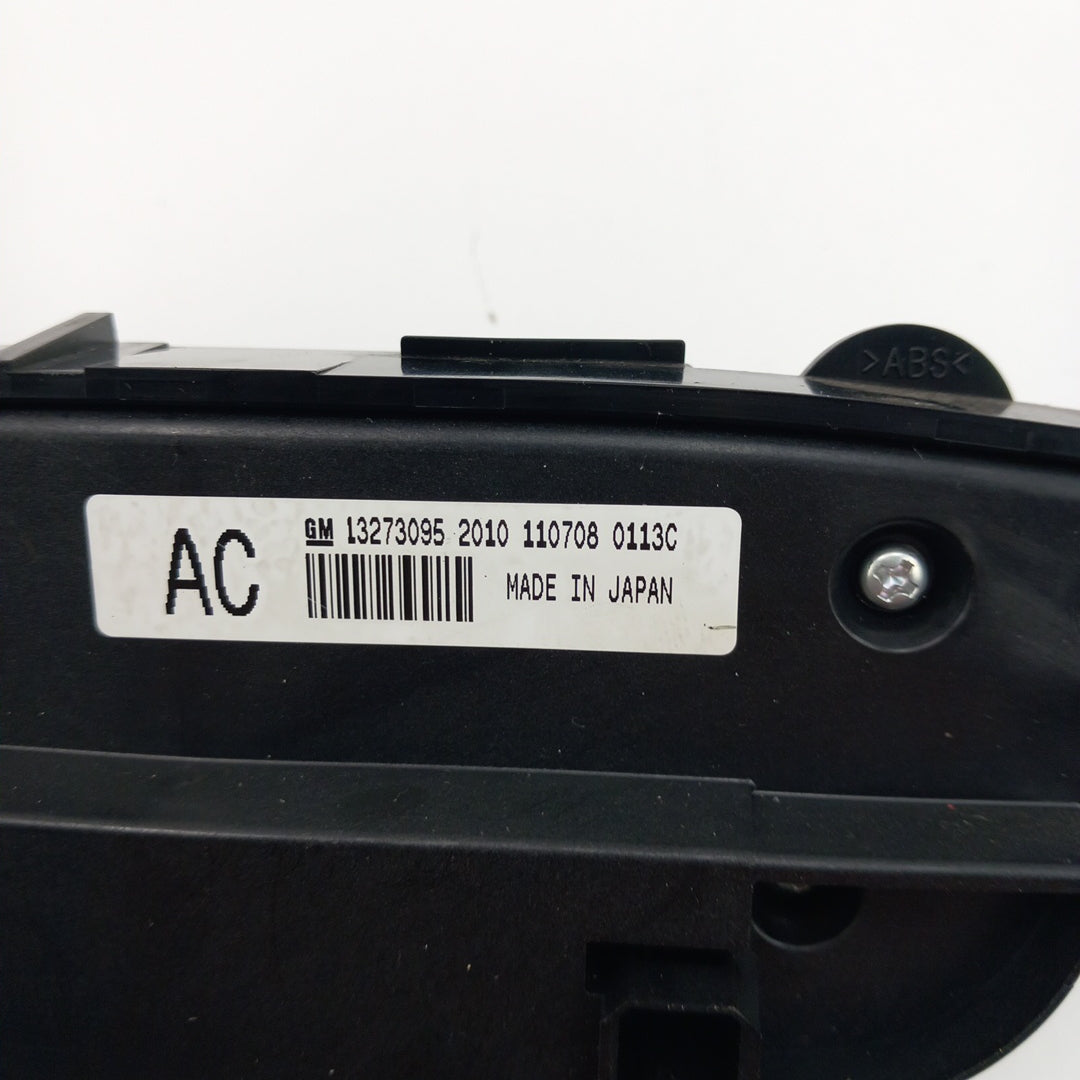 >ABS<
AC
GM 13273095 2010 110708 0113C
MADE IN JAPAN